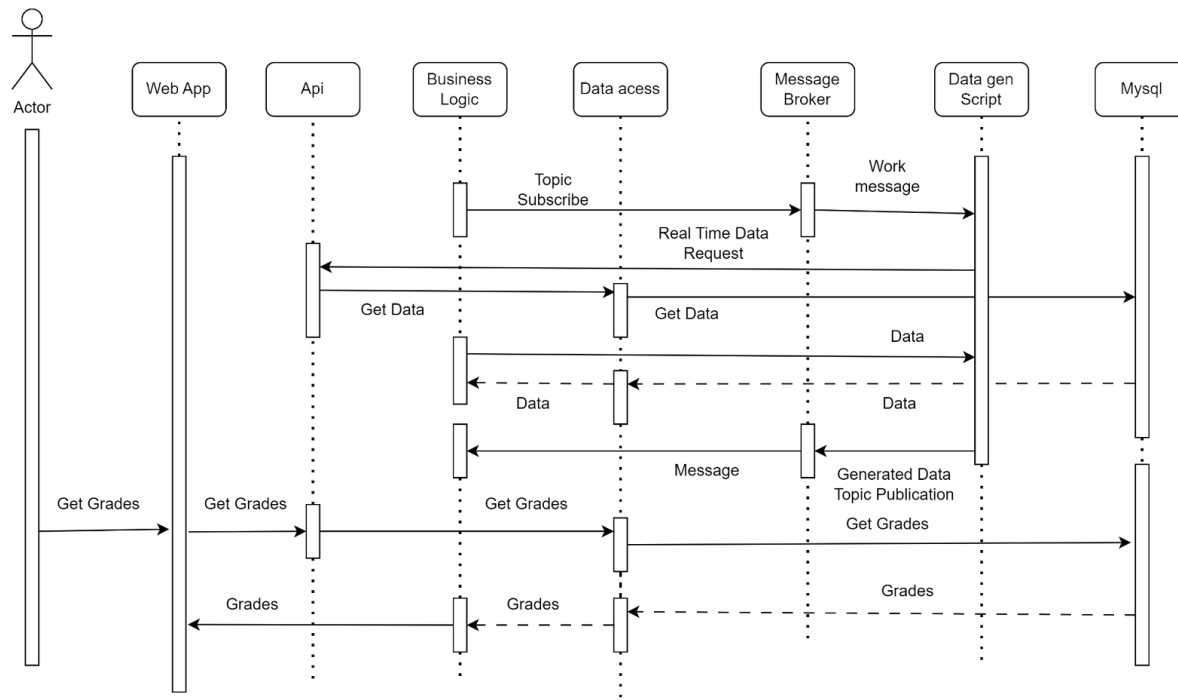 Actor
Web App
Api
Business
Logic
Data acess
Message
Broker
Data gen
Script
Mysql
Topic
Subscribe
Work
message
Real Time Data
Request
Get Data
Get Data
Data
Data
Data
Message
Generated Data
Topic Publication
Get Grades
Get Grades
Get Grades
Get Grades
Grades
Grades
Grades